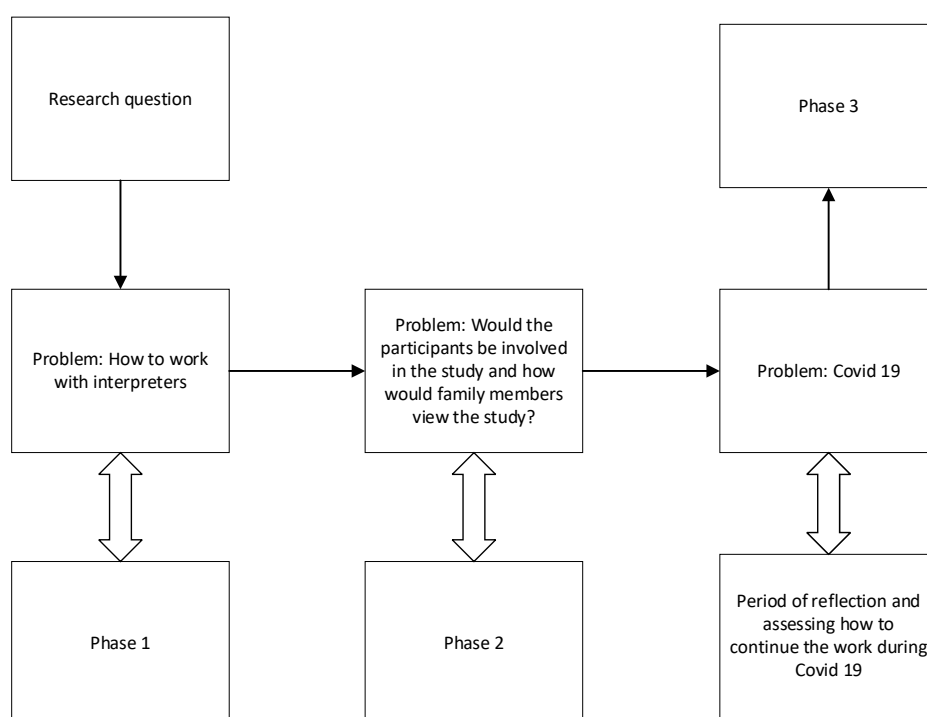 Research question
Phase 3
Problem: How to work
with interpreters
Problem: Would the
participants be involved
in the study and how
would family members
view the study?
Problem: Covid 19
Phase 1
Phase 2
Period of reflection and
assessing how to
continue the work during
Covid 19